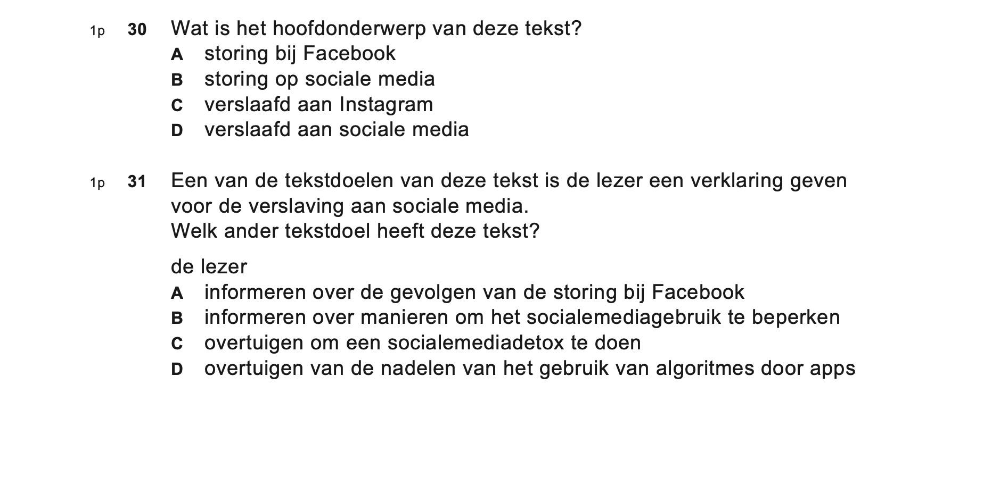 1p 30 Wat is het hoofdonderwerp van deze tekst?
A storing bij Facebook
B storing op sociale media
C verslaafd aan Instagram
D verslaafd aan sociale media
1p 31 Een van de tekstdoelen van deze tekst is de lezer een verklaring geven
voor de verslaving aan sociale media.
Welk ander tekstdoel heeft deze tekst?
de lezer
A informeren over de gevolgen van de storing bij Facebook
B informeren over manieren om het socialemediagebruik te beperken
C overtuigen om een socialemediadetox te doen
D overtuigen van de nadelen van het gebruik van algoritmes door apps